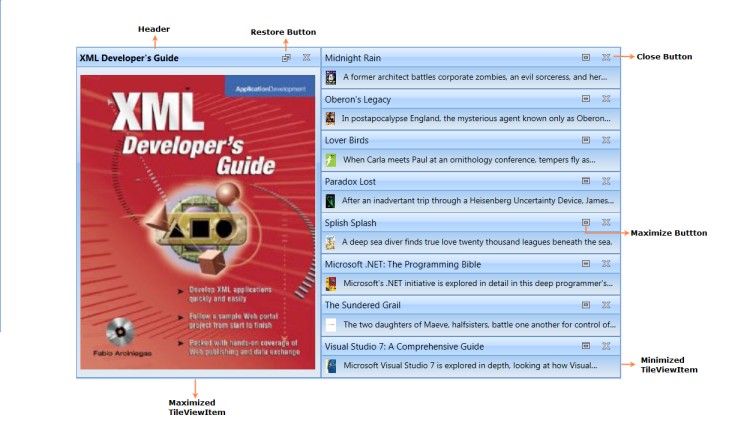 Header
Restore Button
XML Developer's Guide
ApplicationDevelopment
XML
Developer's
Guide
Develop XML applications
quickly and easily
Follow a sample Web portal
project from start to finish
Packed with hands-on coverage of
Web publishing and data exchange
Fabio Arciniegas
Midnight Rain
Close Button
A former architect battles corporate zombies, an evil sorceress, and her...
Oberon's Legacy
In postapocalypse England, the mysterious agent known only as Oberon...
Lover Birds
When Carla meets Paul at an ornithology conference, tempers fly as...
Paradox Lost
After an inadvertant trip through a Heisenberg Uncertainty Device, James...
Splish Splash
Maximize Buttton
A deep sea diver finds true love twenty thousand leagues beneath the sea.
Microsoft .NET: The Programming Bible
Microsoft's .NET initiative is explored in detail in this deep programmer's...
The Sundered Grail
The two daughters of Maeve, halfsisters, battle one another for control of...
Visual Studio 7: A Comprehensive Guide
Microsoft Visual Studio 7 is explored in depth, looking at how Visual...
Minimized
TileViewItem
Maximized
TileViewItem